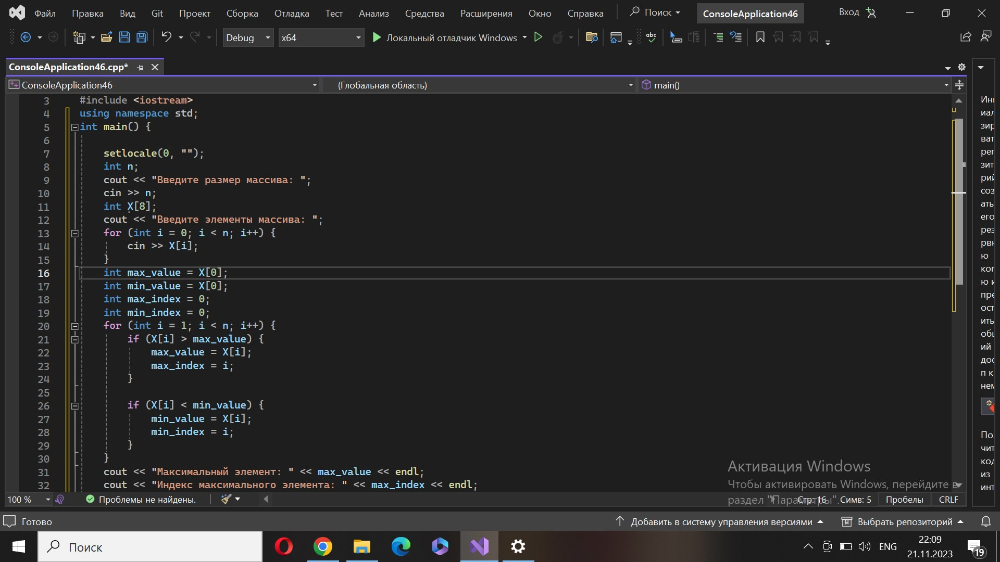 Файл Правка Вид Git Проект Сборка Отладка Тест Анализ Средства Расширения Окно Справка Поиск ConsoleApplication46 Вход
Debug x64 Локальный отладчик Windows abc
ConsoleApplication46.cpp*
ConsoleApplication46 (Глобальная область) main()
3 #include <iostream>
4 using namespace std;
5 int main() {
6
7 setlocale(0, "");
8 int n;
9 cout << "Введите размер массива: ";
10 cin >> n;
11 int X[8];
12 cout << "Введите элементы массива: ";
13 for (int i = 0; i < n; i++) {
14 cin >> X[i];
15 }
16 int max_value = X[0];
17 int min_value = X[0];
18 int max_index = 0;
19 int min_index = 0;
20 for (int i = 1; i < n; i++) {
21 if (X[i] > max_value) {
22 max_value = X[i];
23 max_index = i;
24 }
25
26 if (X[i] < min_value) {
27 min_value = X[i];
28 min_index = i;
29 }
30 }
31 cout << "Максимальный элемент: " << max_value << endl;
32 cout << "Индекс максимального элемента: " << max_index << endl;
иал
ват
рег
зит
соз
ать
его
рез
ю
ю и
пре
ост
ить
ий
дос
п к
нем
чит
код
из
инт
Активация Windows
Чтобы активировать Windows, перейдите в
раздел "Параметры".
100 % Проблемы не найдены. Стр: 16 Симв: 5 Пробелы CRLF
Готово Добавить в систему управления версиями Выбрать репозиторий
Поиск ENG 22:09
21.11.2023 19